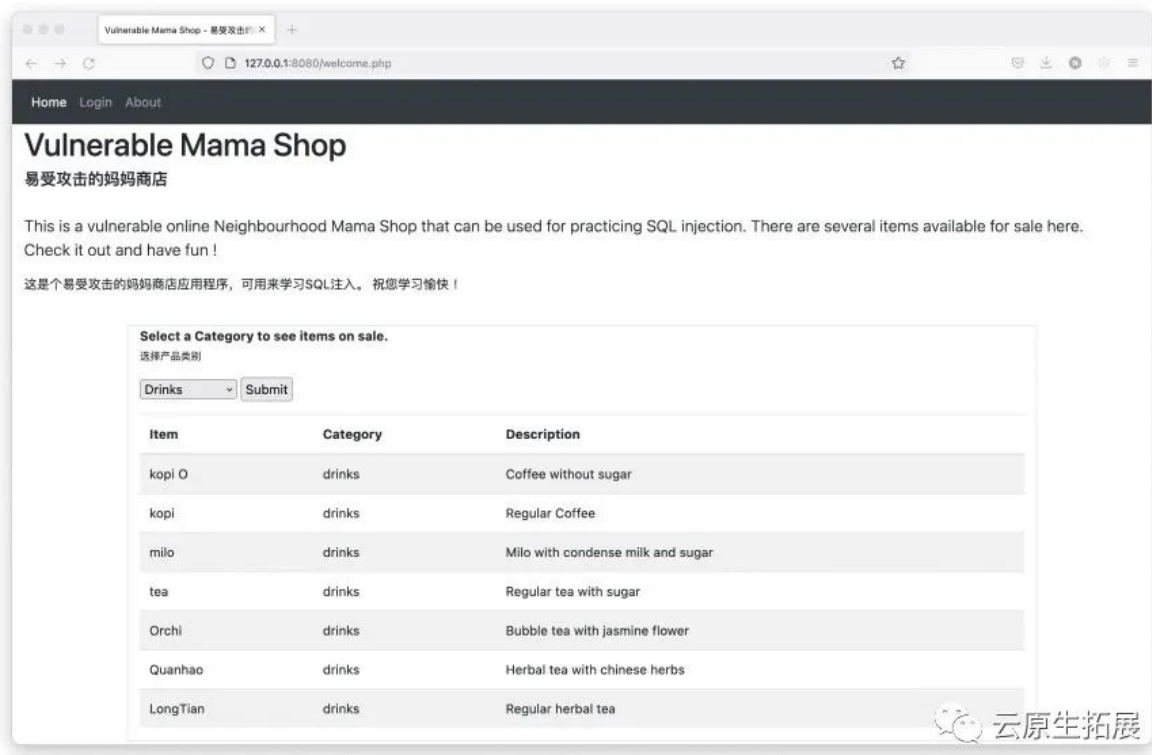 Vulnerable Mama Shop - 易受攻击的
127.0.0.1:8080/welcome.php
Home Login About
Vulnerable Mama Shop
易受攻击的妈妈商店
This is a vulnerable online Neighbourhood Mama Shop that can be used for practicing SQL injection. There are several items available for sale here.
Check it out and have fun !
这是个易受攻击的妈妈商店应用程序，可用来学习SQL注入。 祝您学习愉快！
Select a Category to see items on sale.
选择产品类别
Drinks Submit
Item Category Description
kopi O drinks Coffee without sugar
kopi drinks Regular Coffee
milo drinks Milo with condense milk and sugar
tea drinks Regular tea with sugar
Orchi drinks Bubble tea with jasmine flower
Quanhao drinks Herbal tea with chinese herbs
LongTian drinks Regular herbal tea
云原生拓展